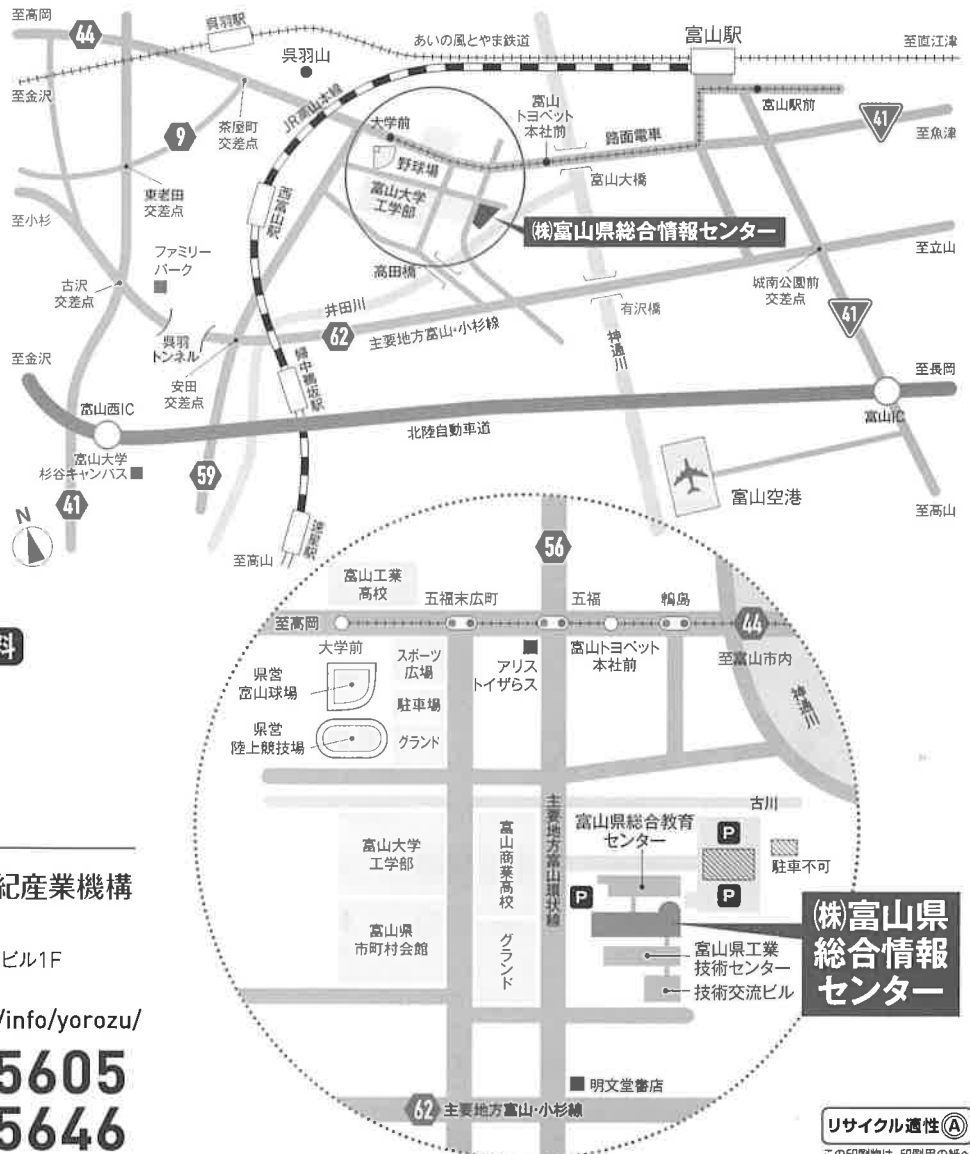 至高岡
44
呉羽駅
あいの風とやま鉄道
富山駅
至直江津
呉羽山
至金沢
9
茶屋町
交差点
JR高山本線
大学前
富山
トヨペット
本社前
路面電車
富山駅前
41
至魚津
東老田
交差点
野球場
富山大学
工学部
富山大橋
(株)富山県総合情報センター
至小杉
ファミリー
パーク
高田橋
至立山
古沢
交差点
井田川
有沢橋
城南公園前
交差点
呉羽
トンネル
62
主要地方富山・小杉線
41
神通川
至金沢
安田
交差点
婦中鵜坂駅
至長岡
富山西IC
北陸自動車道
富山IC
富山大学
杉谷キャンパス
59
41
富山空港
至高山
N
速星駅
至高山
56
富山工業
高校
五福末広町
五福
鵯島
至高岡
44
大学前
スポーツ
広場
アリス
トイザらス
富山トヨペット
本社前
至富山市内
料
県営
富山球場
駐車場
神通川
県営
陸上競技場
グランド
古川
主要地方富山環状線
富山県総合教育
センター
P
駐車不可
富山大学
工学部
富山商業高校
P
P
紀産業機構
(株)富山県
総合情報
センター
富山県
市町村会館
グランド
富山県工業
技術センター
ビル1F
技術交流ビル
/info/yorozu/
5605
明文堂書店
5646
62
主要地方富山・小杉線
リサイクル適性Ⓐ